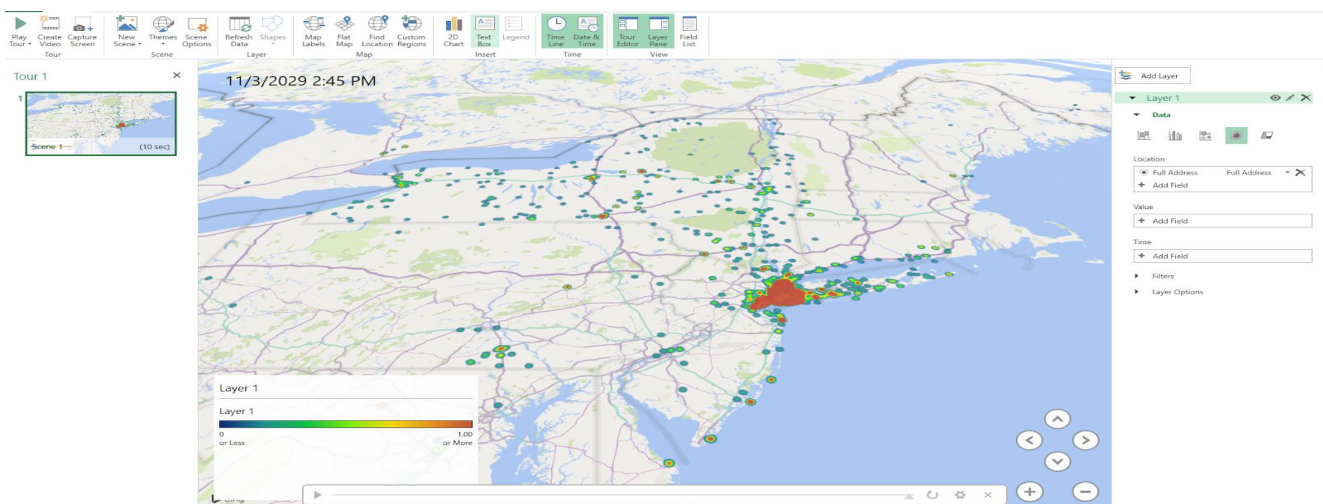 Play Tour
Create Video
Capture Screen
New Scene
Themes
Scene Options
Refresh Data
Shapes
Map Labels
Flat Map
Find Location
Custom Regions
2D Chart
Text Box
Legend
Time Line
Date & Time
Tour Editor
Layer Pane
Field List
Tour
Scene
Layer
Map
Insert
Time
View
Tour 1
1
Scene 1
(10 sec)
11/3/2029 2:45 PM
Layer 1
Layer 1
0
or Less
1.00
or More
Add Layer
Layer 1
Data
Location
Full Address Full Address
+ Add Field
Value
+ Add Field
Time
+ Add Field
Filters
Layer Options